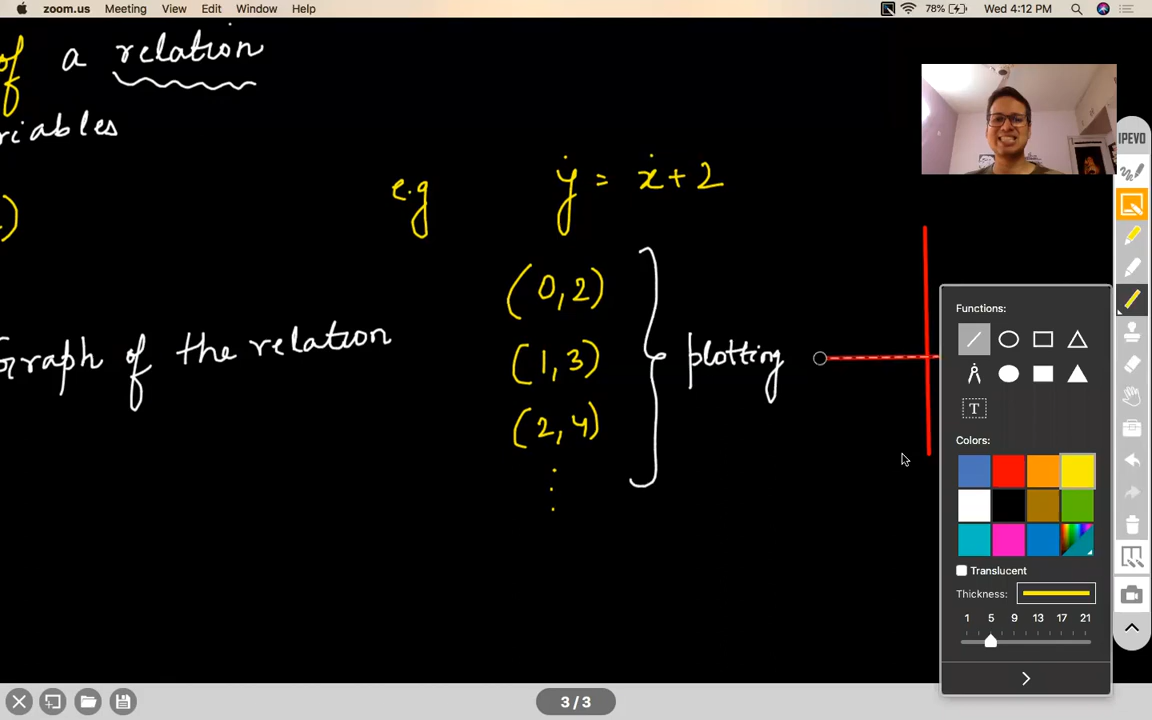 zoom.us Meeting View Edit Window Help 78% Wed 4:12 PM
of a relation
riables
e.g y = x + 2
)
(0, 2)
Graph of the relation
(1, 3) plotting
(2, 4)
IPEVO
Functions:
T
Colors:
Translucent
Thickness:
1 5 9 13 17 21
3/3